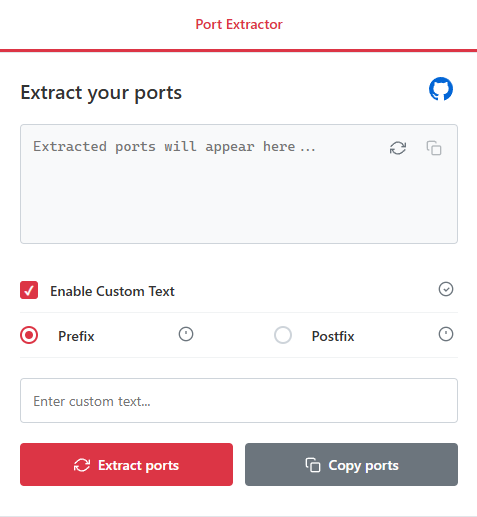 Port Extractor
Extract your ports
Extracted ports will appear here...
Enable Custom Text
Prefix
Postfix
Enter custom text...
Extract ports
Copy ports